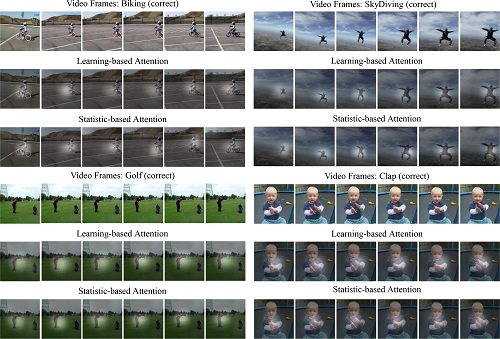 Video Frames: Biking (correct)
Learning-based Attention
Statistic-based Attention
Video Frames: SkyDiving (correct)
Learning-based Attention
Statistic-based Attention
Video Frames: Golf (correct)
Learning-based Attention
Statistic-based Attention
Video Frames: Clap (correct)
Learning-based Attention
Statistic-based Attention